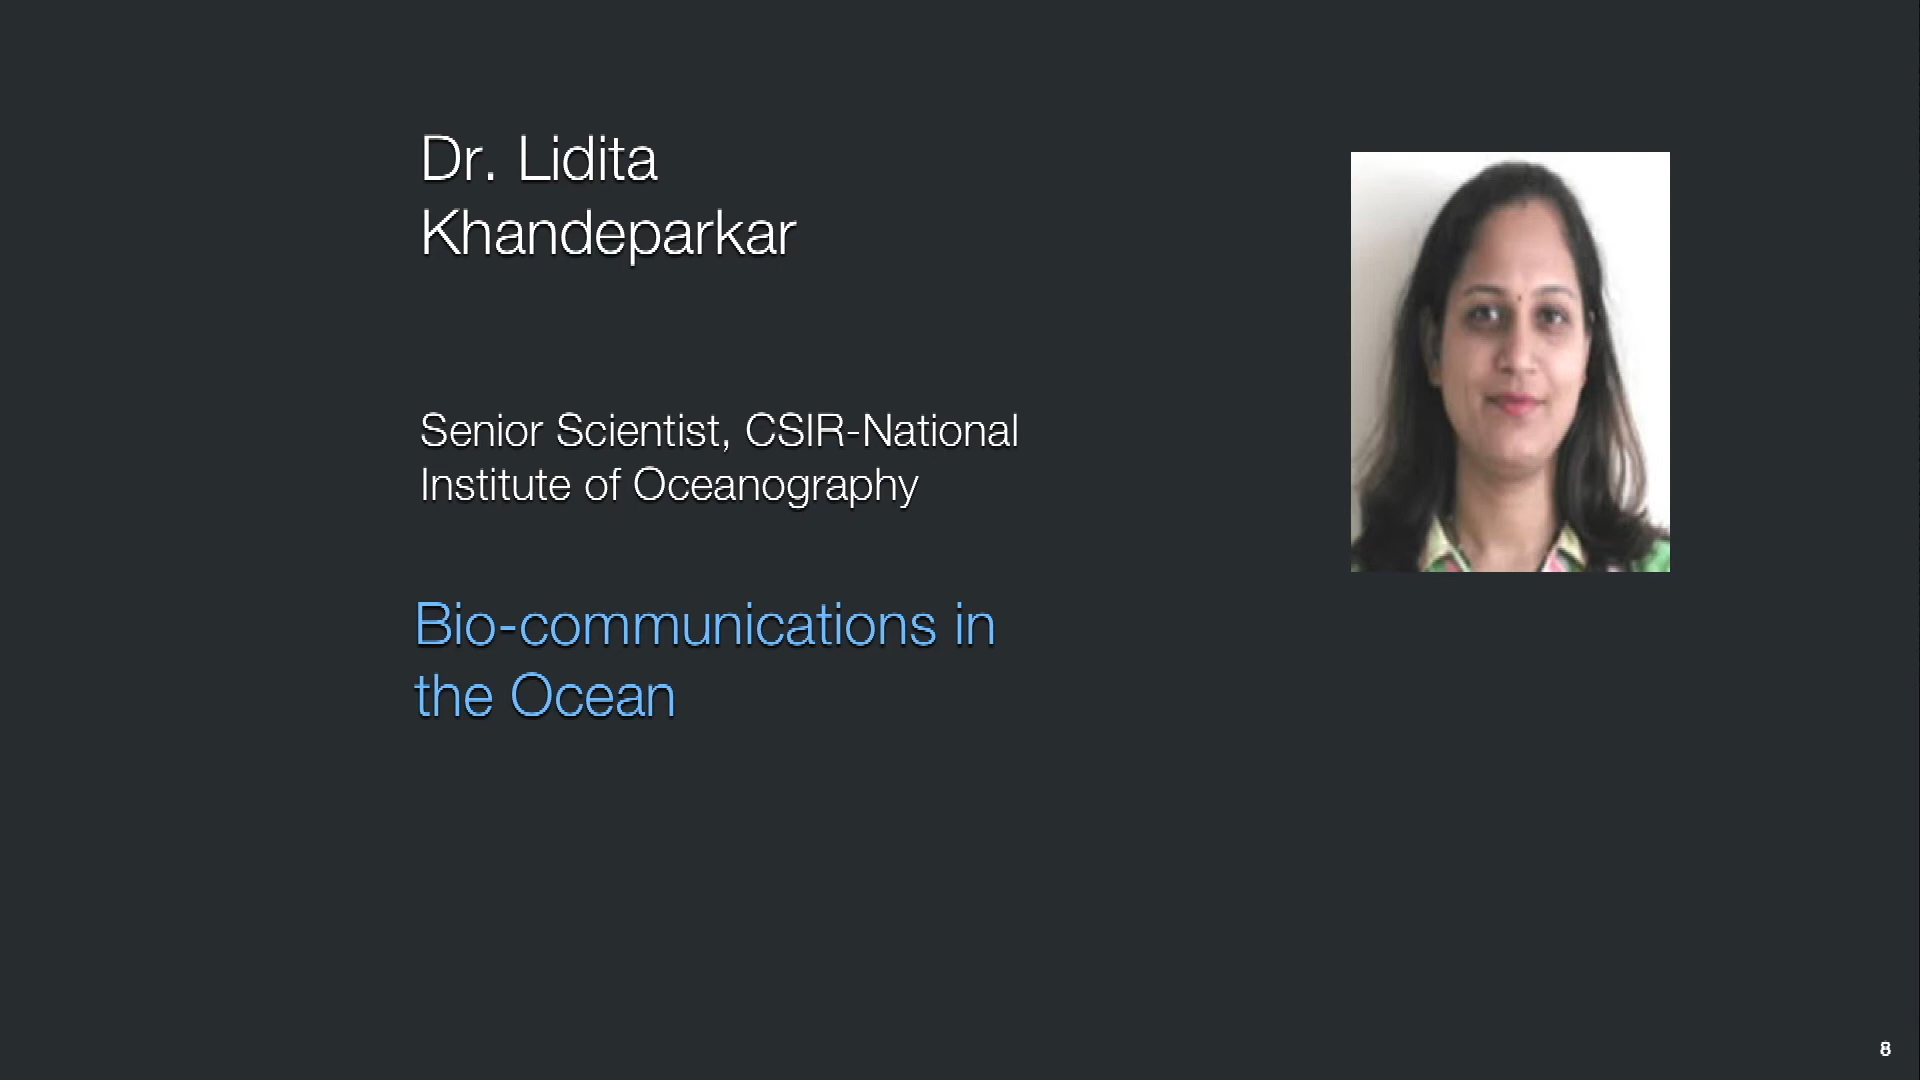 Dr. Lidita
Khandeparkar
Senior Scientist, CSIR-National
Institute of Oceanography
Bio-communications in
the Ocean
8